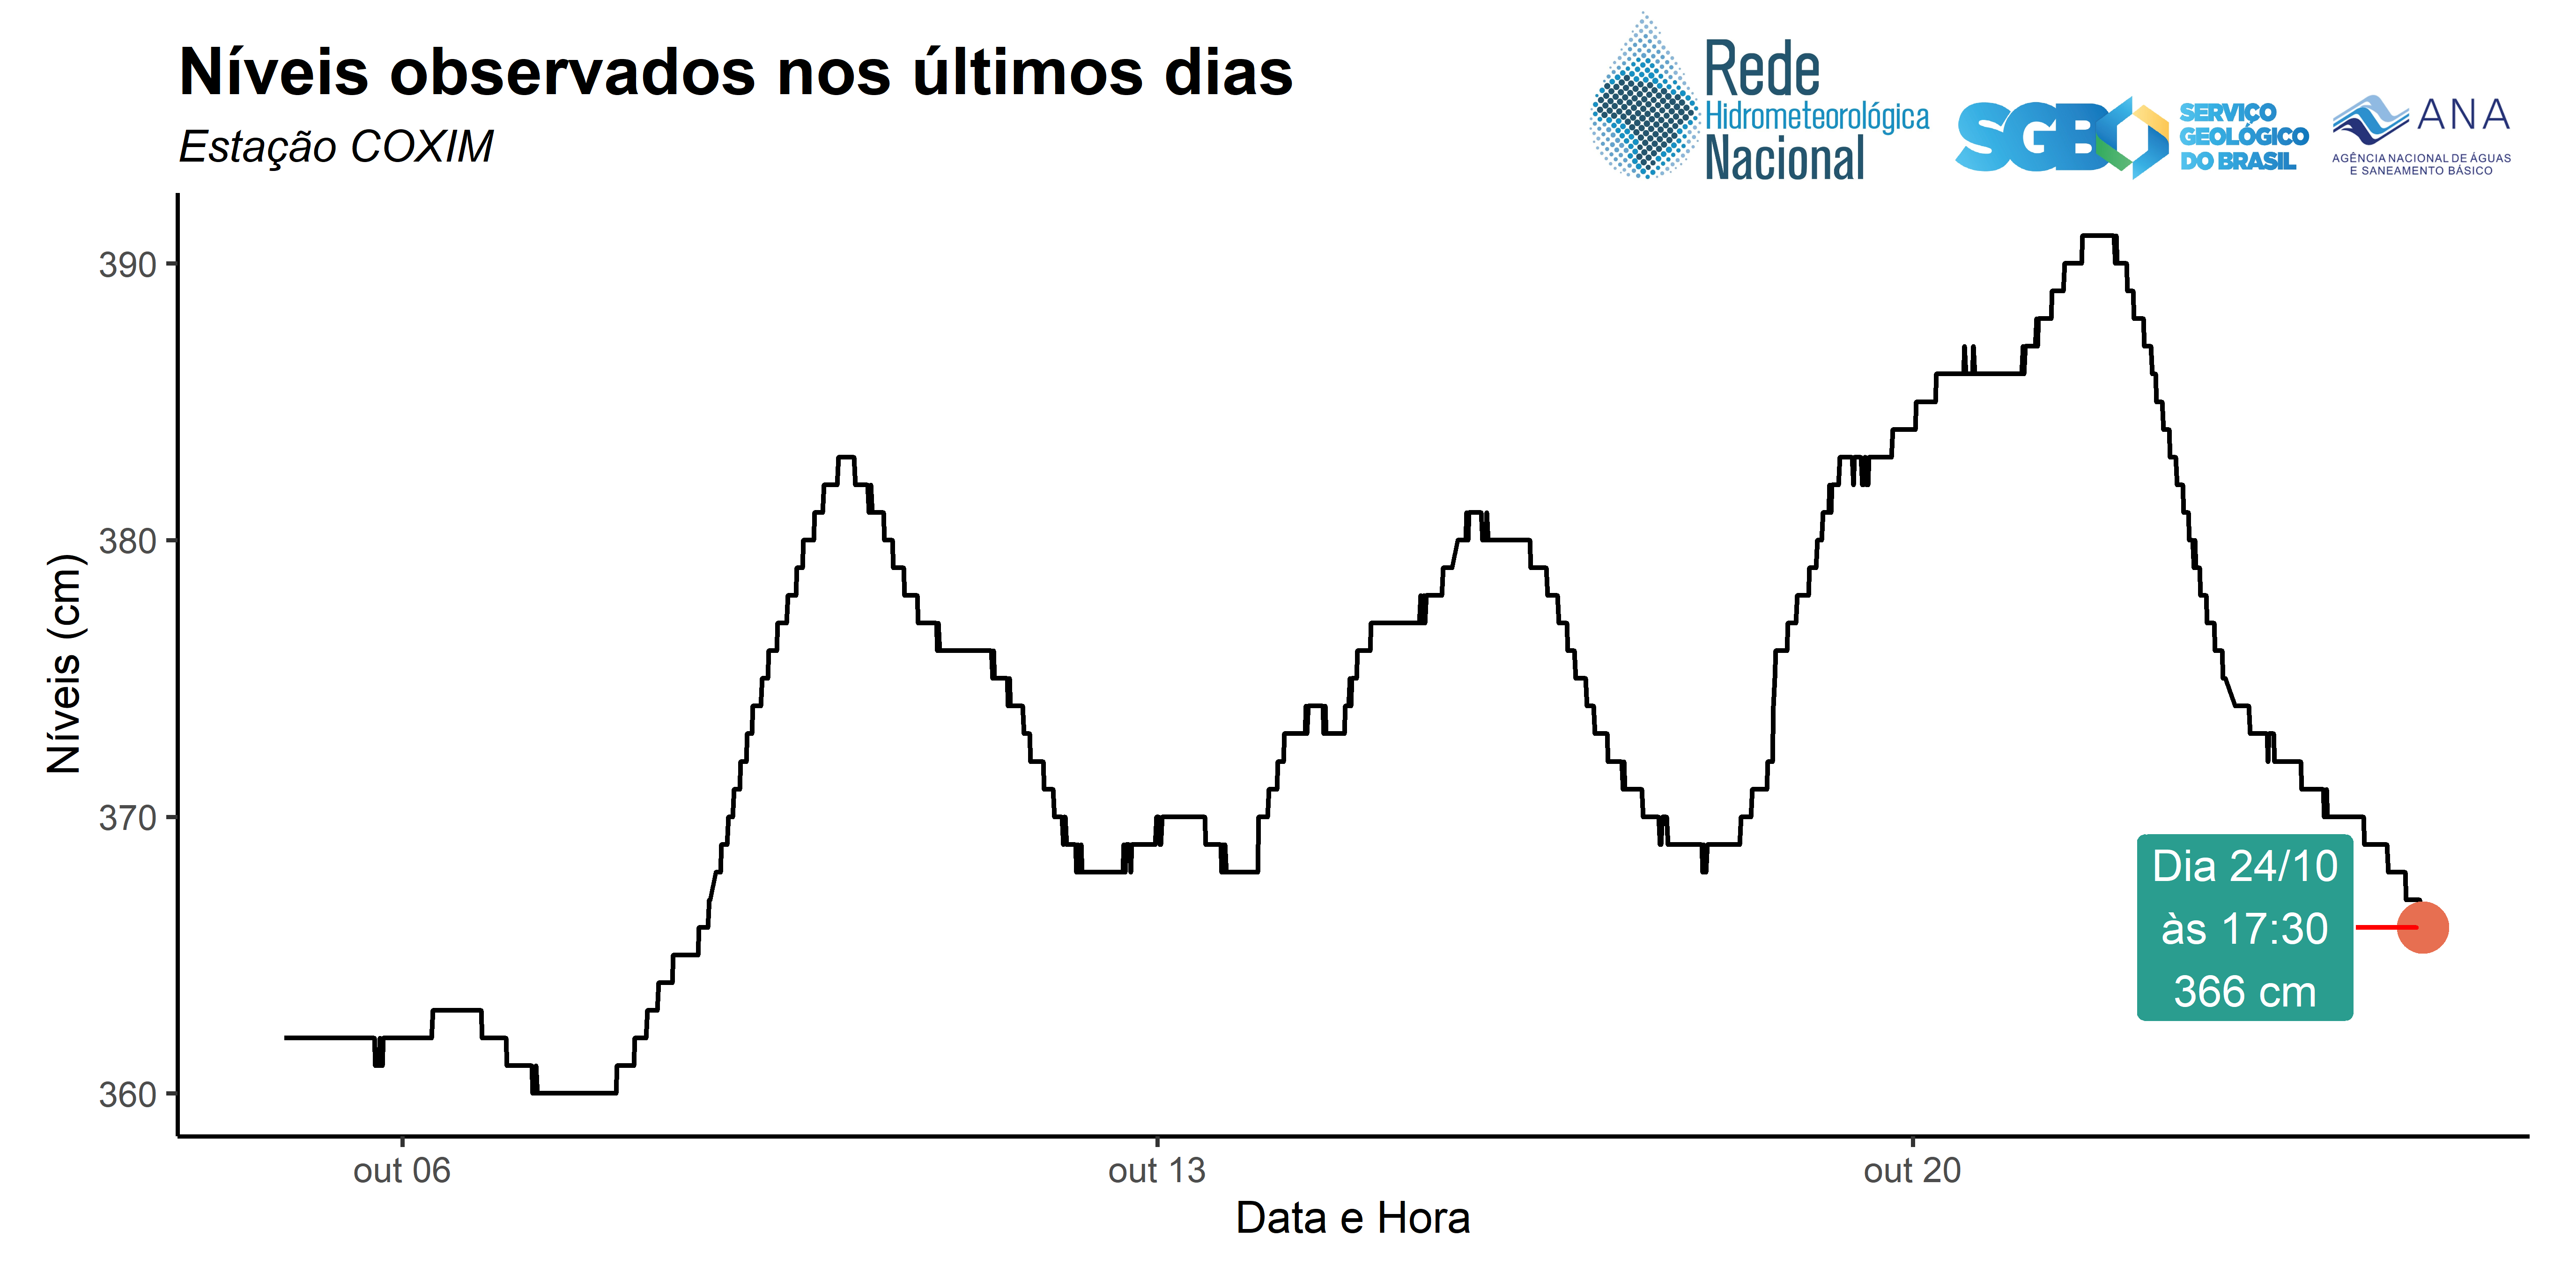 Níveis observados nos últimos dias
Estação COXIM
Rede
Hidrometeorológica
Nacional
SGB
SERVIÇO
GEOLÓGICO
DO BRASIL
ANA
AGÊNCIA NACIONAL DE ÁGUAS
E SANEAMENTO BÁSICO
Níveis (cm)
390
380
370
360
Dia 24/10
às 17:30
366 cm
out 06
out 13
out 20
Data e Hora